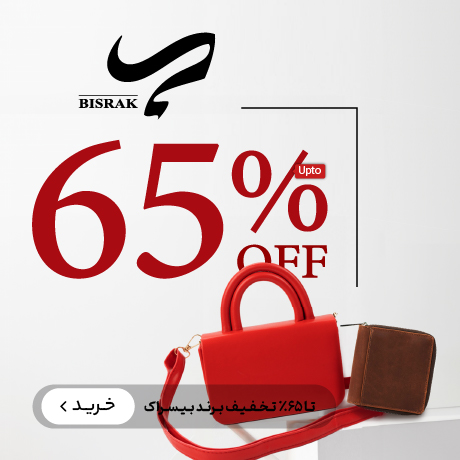 BISRAK
65%
Upto
OFF
تا ۶۵٪ تخفیف برند بیسراک
خرید >